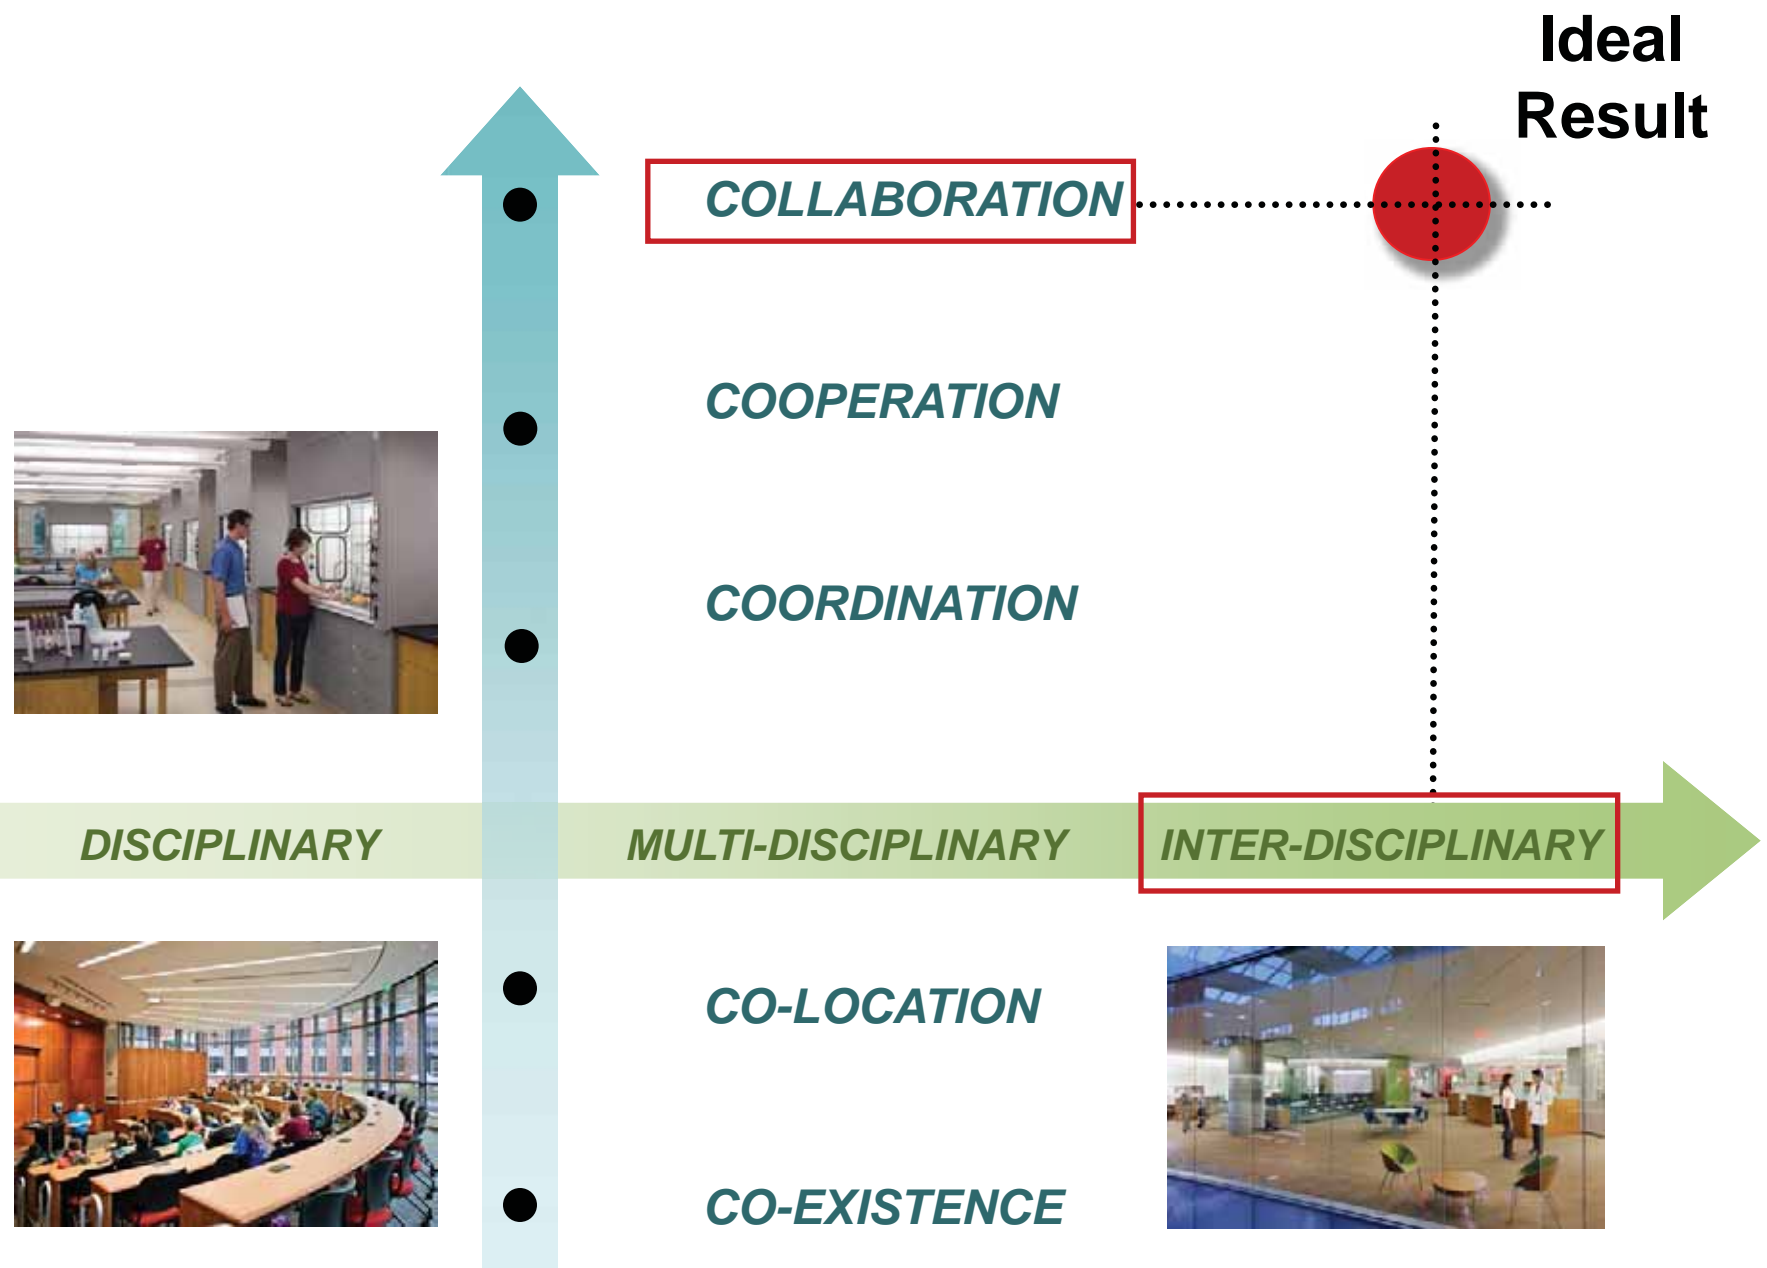 Ideal
Result
COLLABORATION
COOPERATION
COORDINATION
DISCIPLINARY
MULTI-DISCIPLINARY
INTER-DISCIPLINARY
CO-LOCATION
CO-EXISTENCE